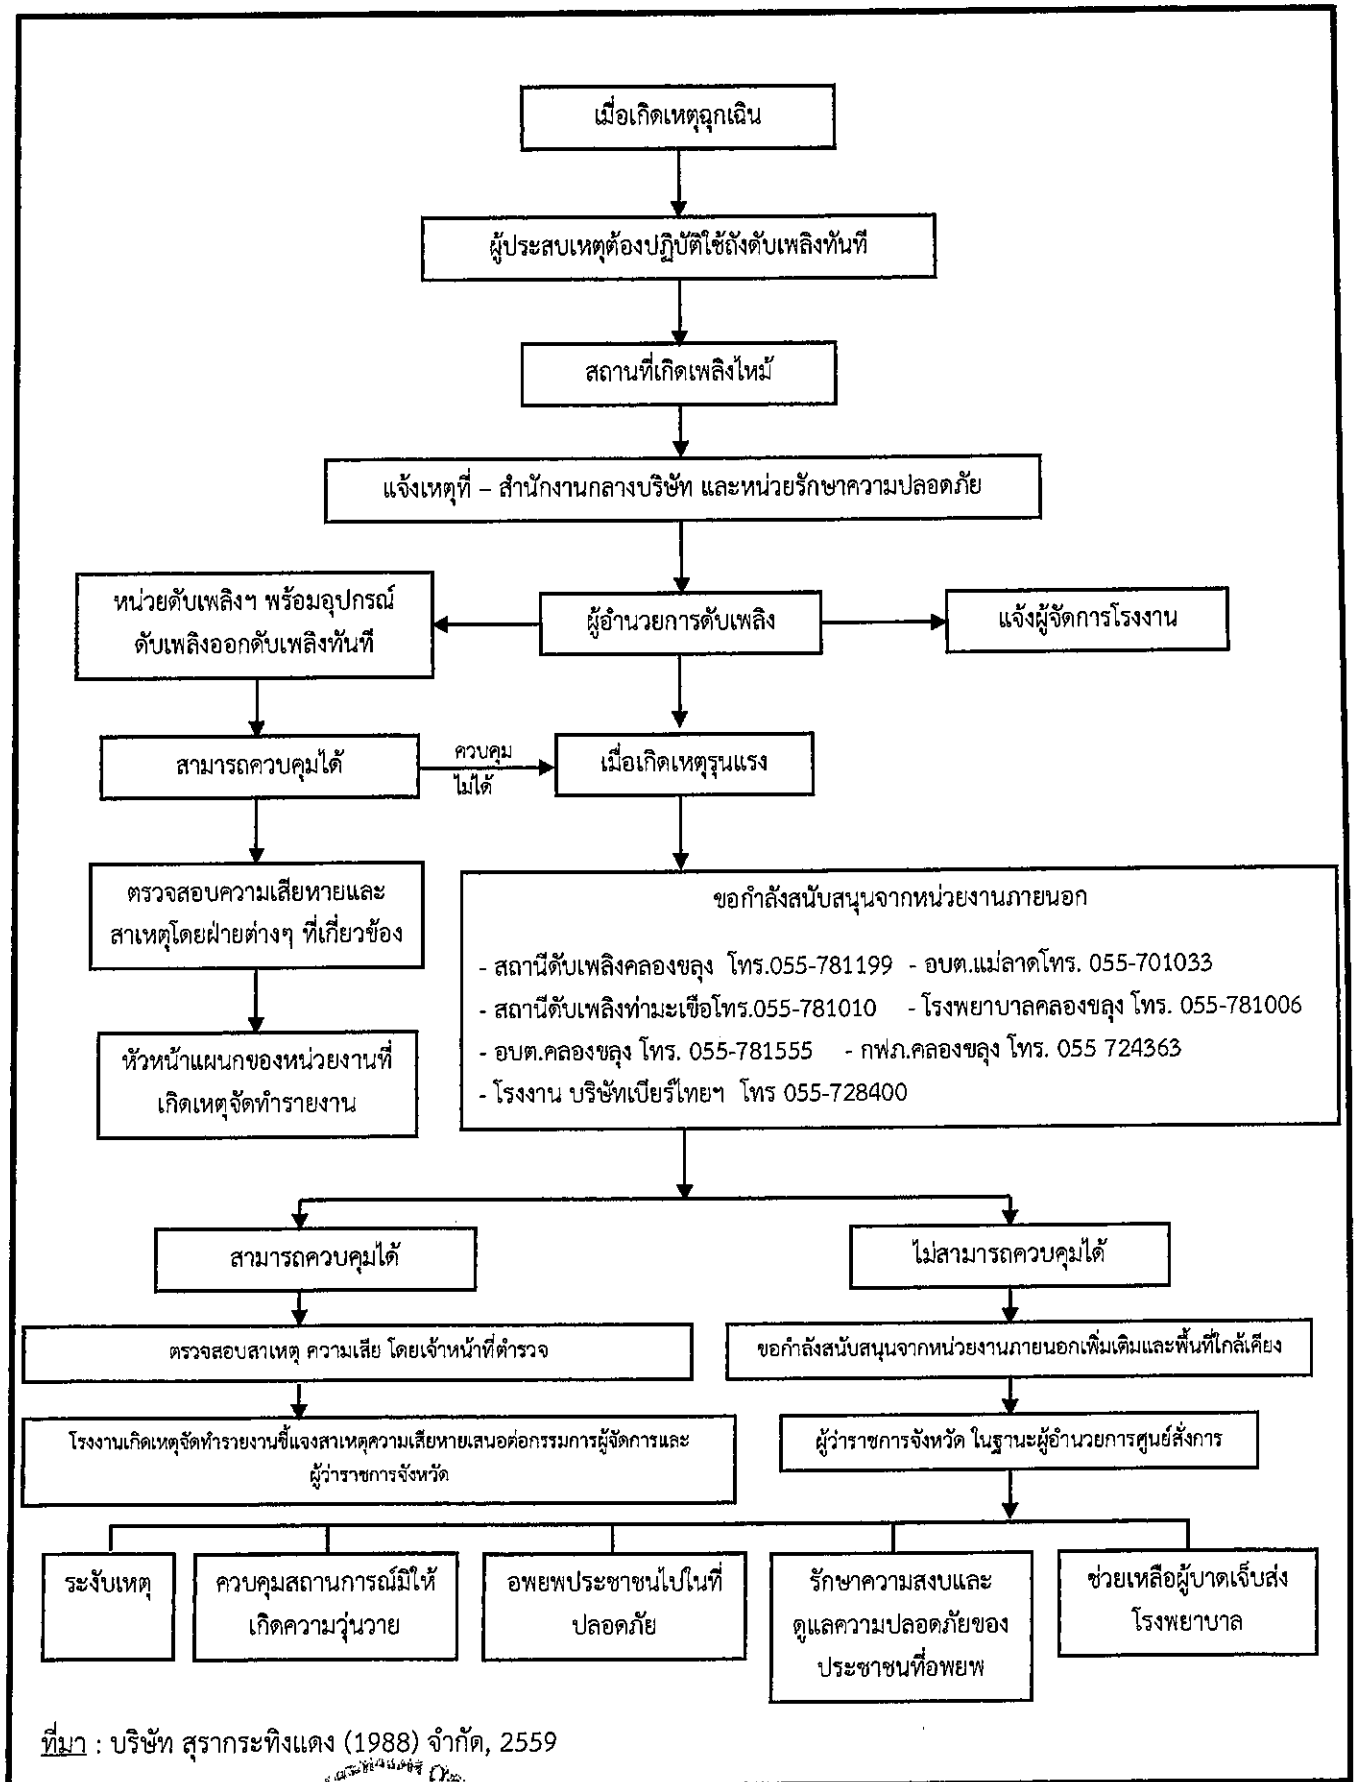 เมื่อเกิดเหตุฉุกเฉิน
ผู้ประสบเหตุต้องปฏิบัติใช้ถังดับเพลิงทันที
สถานที่เกิดเพลิงไหม้
แจ้งเหตุที่ – สำนักงานกลางบริษัท และหน่วยรักษาความปลอดภัย
หน่วยดับเพลิงฯ พร้อมอุปกรณ์
ดับเพลิงออกดับเพลิงทันที
ผู้อำนวยการดับเพลิง
แจ้งผู้จัดการโรงงาน
สามารถควบคุมได้
ควบคุม
ไม่ได้
เมื่อเกิดเหตุรุนแรง
ตรวจสอบความเสียหายและ
สาเหตุโดยฝ่ายต่างๆ ที่เกี่ยวข้อง
หัวหน้าแผนกของหน่วยงานที่
เกิดเหตุจัดทำรายงาน
ขอกำลังสนับสนุนจากหน่วยงานภายนอก
- สถานีดับเพลิงคลองขลุง โทร.055-781199 - อบต.แม่ลาดโทร. 055-701033
- สถานีดับเพลิงท่ามะเขือโทร.055-781010 - โรงพยาบาลคลองขลุง โทร. 055-781006
- อบต.คลองขลุง โทร. 055-781555 - กฟภ.คลองขลุง โทร. 055 724363
- โรงงาน บริษัทเบียร์ไทยฯ โทร 055-728400
สามารถควบคุมได้
ไม่สามารถควบคุมได้
ตรวจสอบสาเหตุ ความเสีย โดยเจ้าหน้าที่ตำรวจ
ขอกำลังสนับสนุนจากหน่วยงานภายนอกเพิ่มเติมและพื้นที่ใกล้เคียง
โรงงานเกิดเหตุจัดทำรายงานชี้แจงสาเหตุความเสียหายเสนอต่อกรรมการผู้จัดการและ
ผู้ว่าราชการจังหวัด
ผู้ว่าราชการจังหวัด ในฐานะผู้อำนวยการศูนย์สั่งการ
ระงับเหตุ
ควบคุมสถานการณ์มิให้
เกิดความวุ่นวาย
อพยพประชาชนไปในที่
ปลอดภัย
รักษาความสงบและ
ดูแลความปลอดภัยของ
ประชาชนที่อพยพ
ช่วยเหลือผู้บาดเจ็บส่ง
โรงพยาบาล
ที่มา : บริษัท สุรากระทิงแดง (1988) จำกัด, 2559